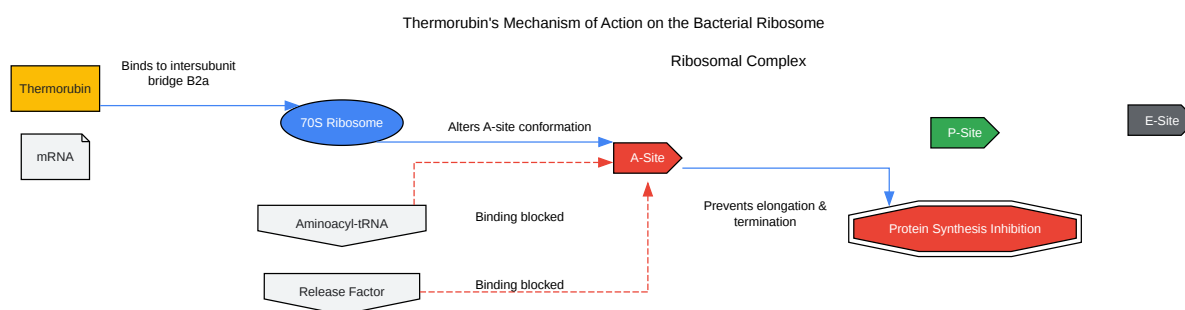 Thermorubin's Mechanism of Action on the Bacterial Ribosome
Ribosomal Complex
Binds to intersubunit
bridge B2a
Thermorubin
70S Ribosome
mRNA
Alters A-site conformation
A-Site
P-Site
E-Site
Aminoacyl-tRNA
Binding blocked
Prevents elongation &
termination
Protein Synthesis Inhibition
Release Factor
Binding blocked